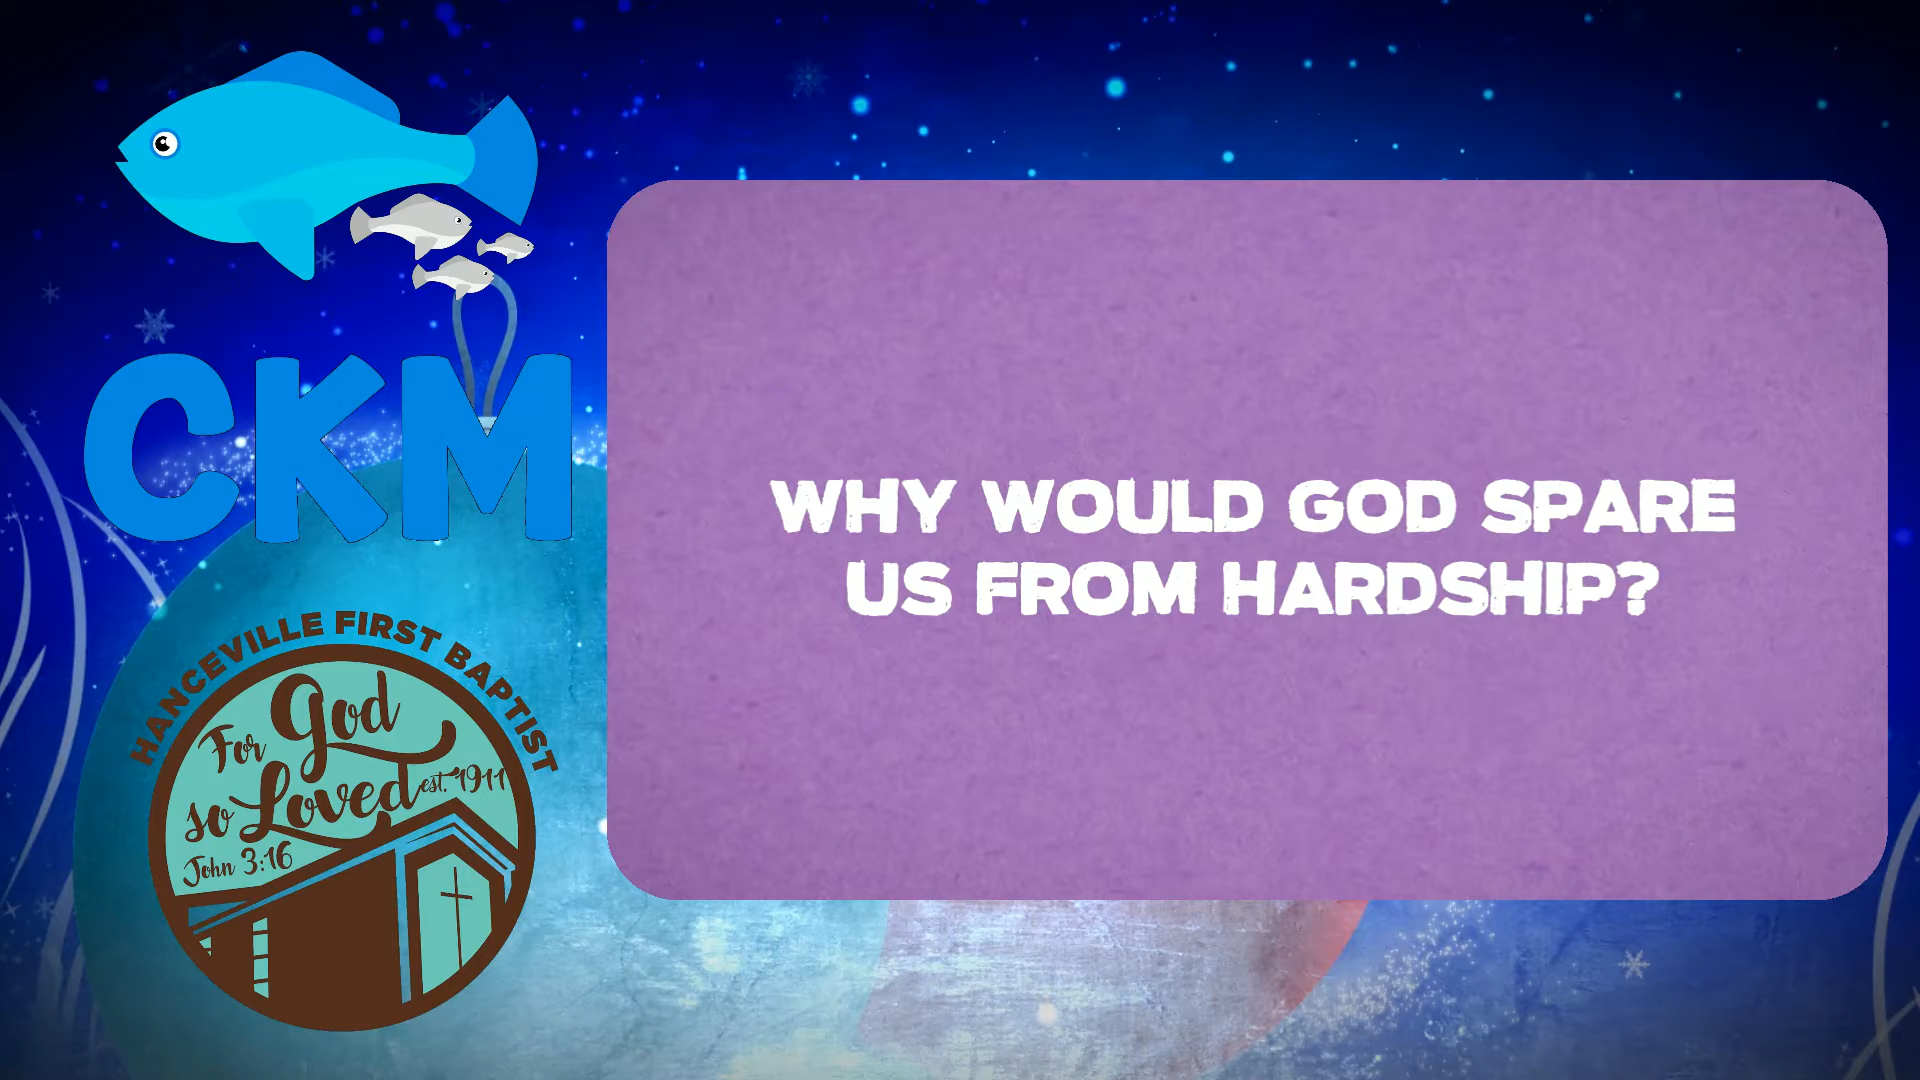 CKM
HANCEVILLE FIRST BAPTIST
For God
so Loved est. 1911
John 3:16
WHY WOULD GOD SPARE
US FROM HARDSHIP?